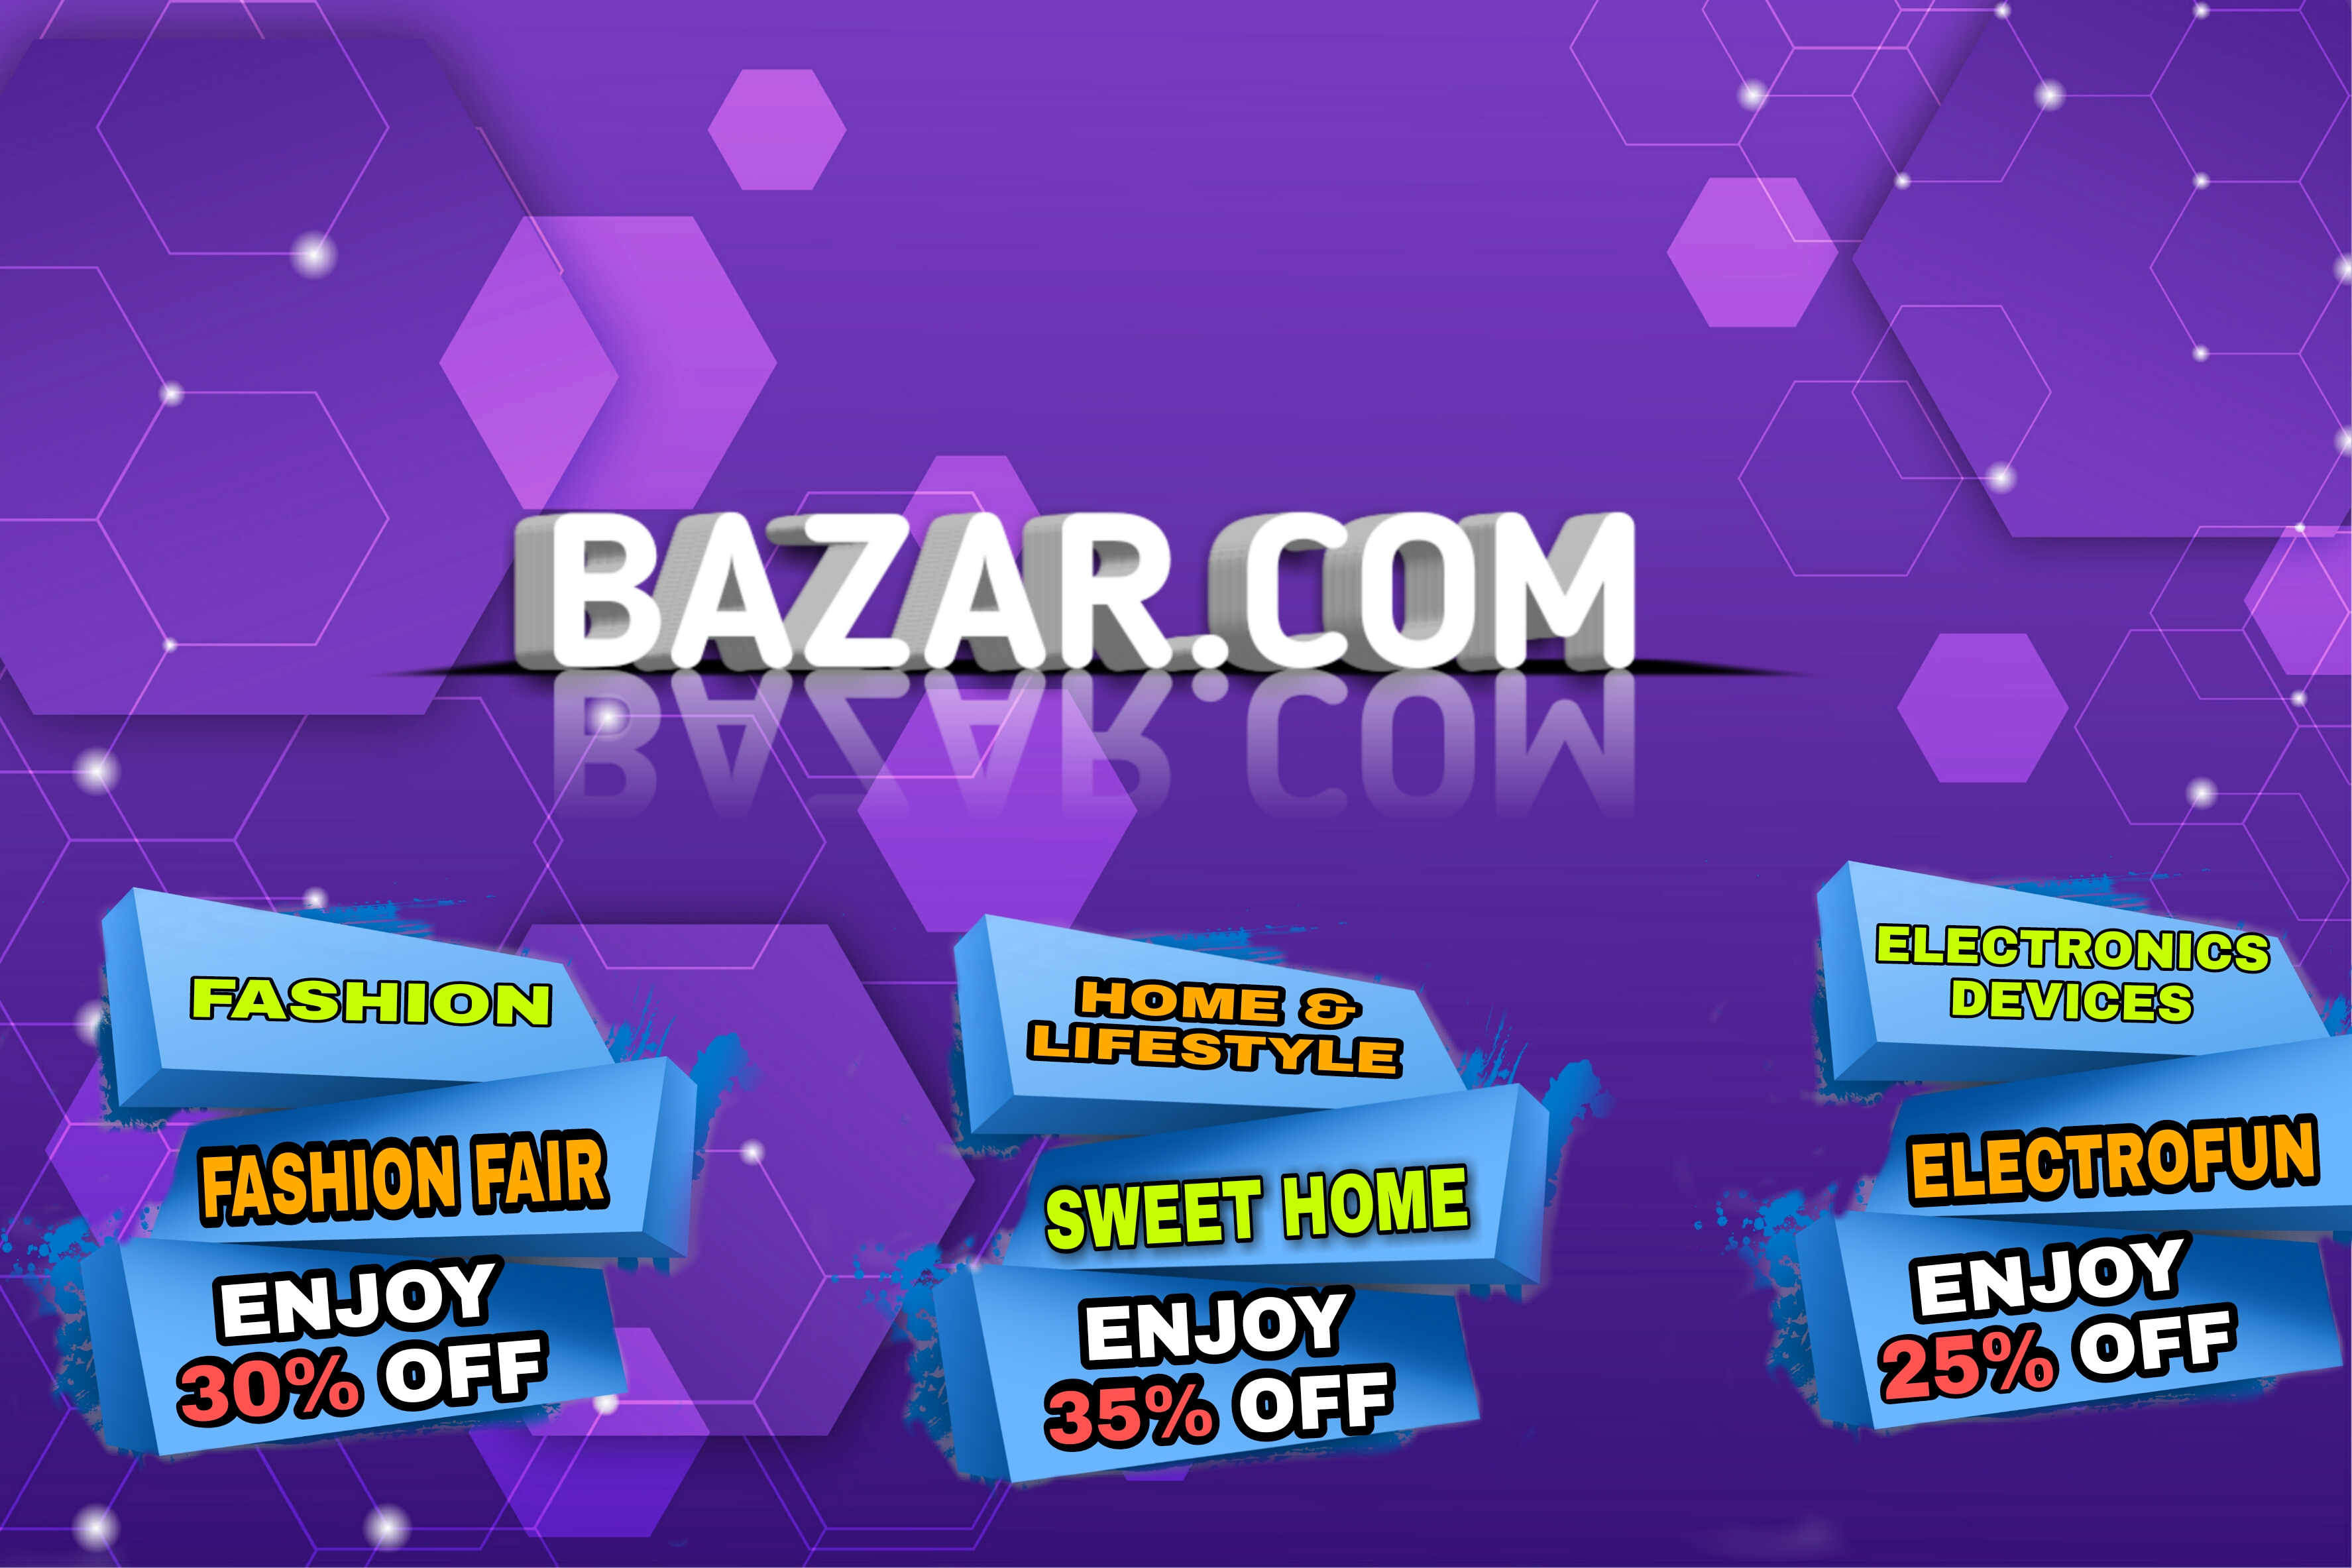 BAZAR.COM
FASHION
FASHION FAIR
ENJOY
30% OFF
HOME &
LIFESTYLE
SWEET HOME
ENJOY
35% OFF
ELECTRONICS
DEVICES
ELECTROFUN
ENJOY
25% OFF